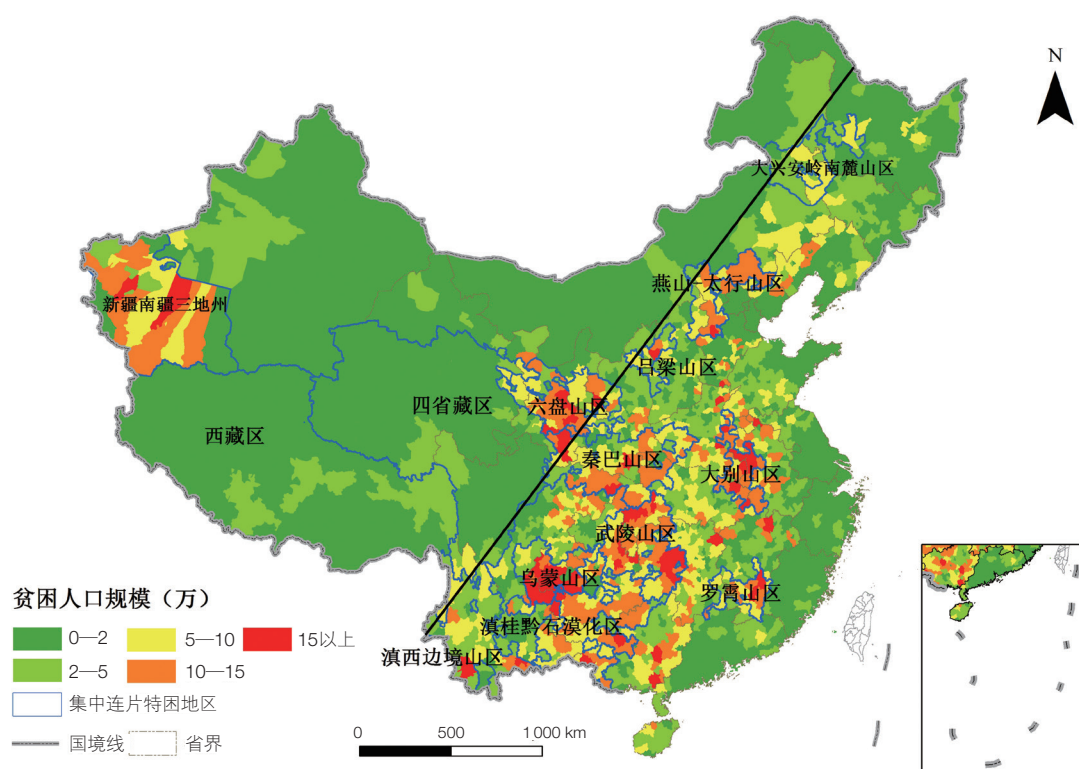 N
大兴安岭南麓山区
燕山-太行山区
新疆南疆三地州
吕梁山区
四省藏区
六盘山区
西藏区
秦巴山区
大别山区
武陵山区
乌蒙山区
罗霄山区
滇桂黔石漠化区
滇西边境山区
贫困人口规模（万）
0—2
5—10
15以上
2—5
10—15
集中连片特困地区
国境线
省界
0
500
1 000 km